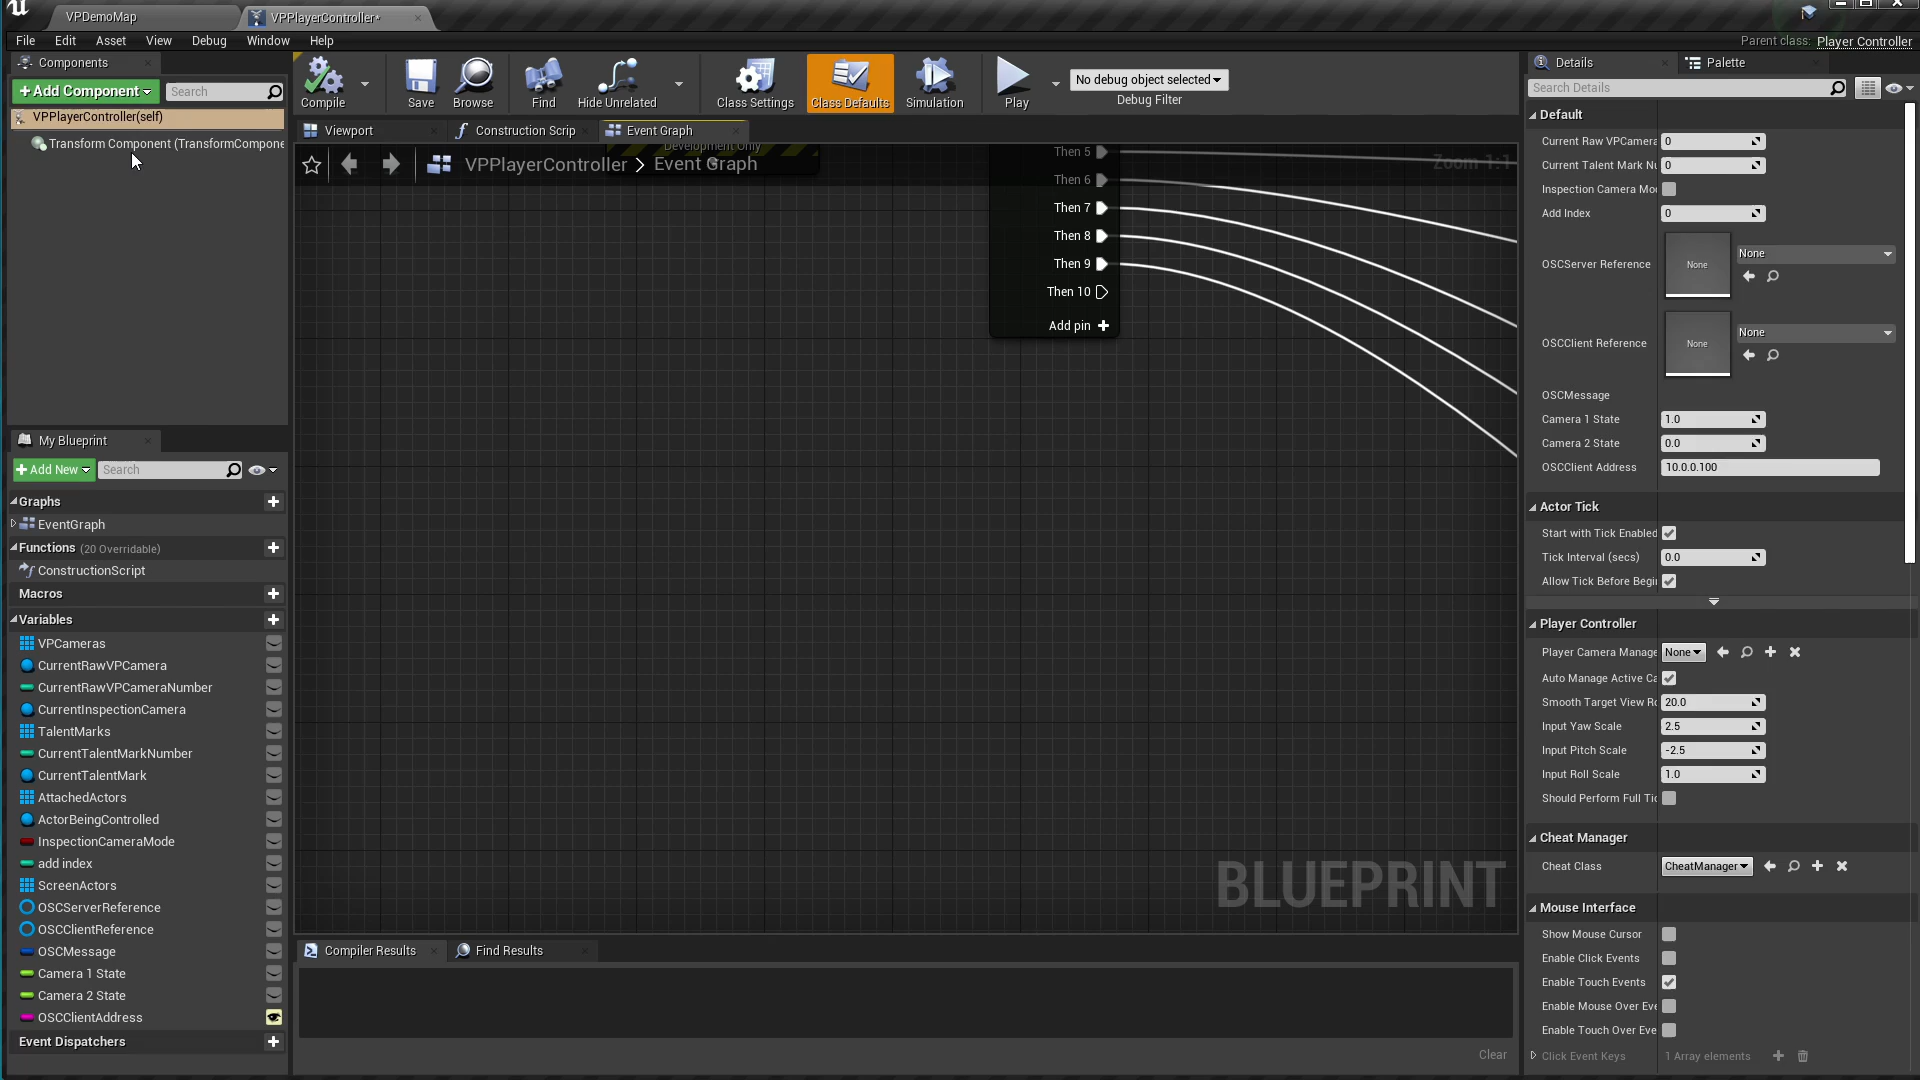 VPDemoMap
VPPlayerController*
File Edit Asset View Debug Window Help
Parent class: Player Controller
Components
+Add Component
Search
VPPlayerController(self)
Transform Component (TransformCompone
Compile
Save
Browse
Find
Hide Unrelated
Class Settings
Class Defaults
Simulation
Play
No debug object selected
Debug Filter
Viewport
Construction Scrip
Event Graph
Development Only
VPPlayerController > Event Graph
Zoom 1:1
Then 5
Then 6
Then 7
Then 8
Then 9
Then 10
Add pin +
BLUEPRINT
My Blueprint
+Add New
Search
Graphs
EventGraph
Functions (20 Overridable)
ConstructionScript
Macros
Variables
VPCameras
CurrentRawVPCamera
CurrentRawVPCameraNumber
CurrentInspectionCamera
TalentMarks
CurrentTalentMarkNumber
CurrentTalentMark
AttachedActors
ActorBeingControlled
InspectionCameraMode
add index
ScreenActors
OSCServerReference
OSCClientReference
OSCMessage
Camera 1 State
Camera 2 State
OSCClientAddress
Event Dispatchers
Compiler Results
Find Results
Clear
Details
Palette
Search Details
Default
Current Raw VPCamera 0
Current Talent Mark Nu 0
Inspection Camera Mo
Add Index 0
OSCServer Reference None None
OSCClient Reference None None
OSCMessage
Camera 1 State 1.0
Camera 2 State 0.0
OSCClient Address 10.0.0.100
Actor Tick
Start with Tick Enabled
Tick Interval (secs) 0.0
Allow Tick Before Begi
Player Controller
Player Camera Manage None
Auto Manage Active Ca
Smooth Target View Ro 20.0
Input Yaw Scale 2.5
Input Pitch Scale -2.5
Input Roll Scale 1.0
Should Perform Full Tic
Cheat Manager
Cheat Class CheatManager
Mouse Interface
Show Mouse Cursor
Enable Click Events
Enable Touch Events
Enable Mouse Over Eve
Enable Touch Over Eve
Click Event Keys 1 Array elements